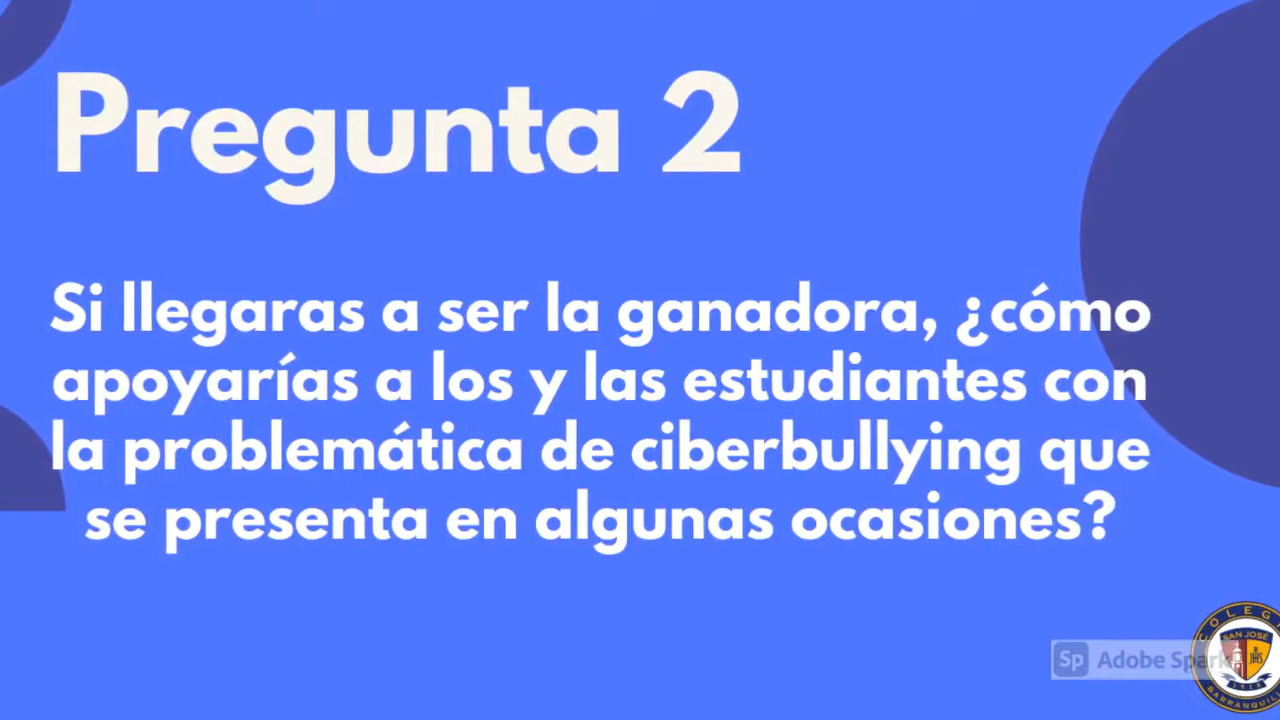 Pregunta 2
Si llegaras a ser la ganadora, ¿cómo
apoyarías a los y las estudiantes con
la problemática de ciberbullying que
se presenta en algunas ocasiones?
Sp Adobe Spark
SAN JOSÉ